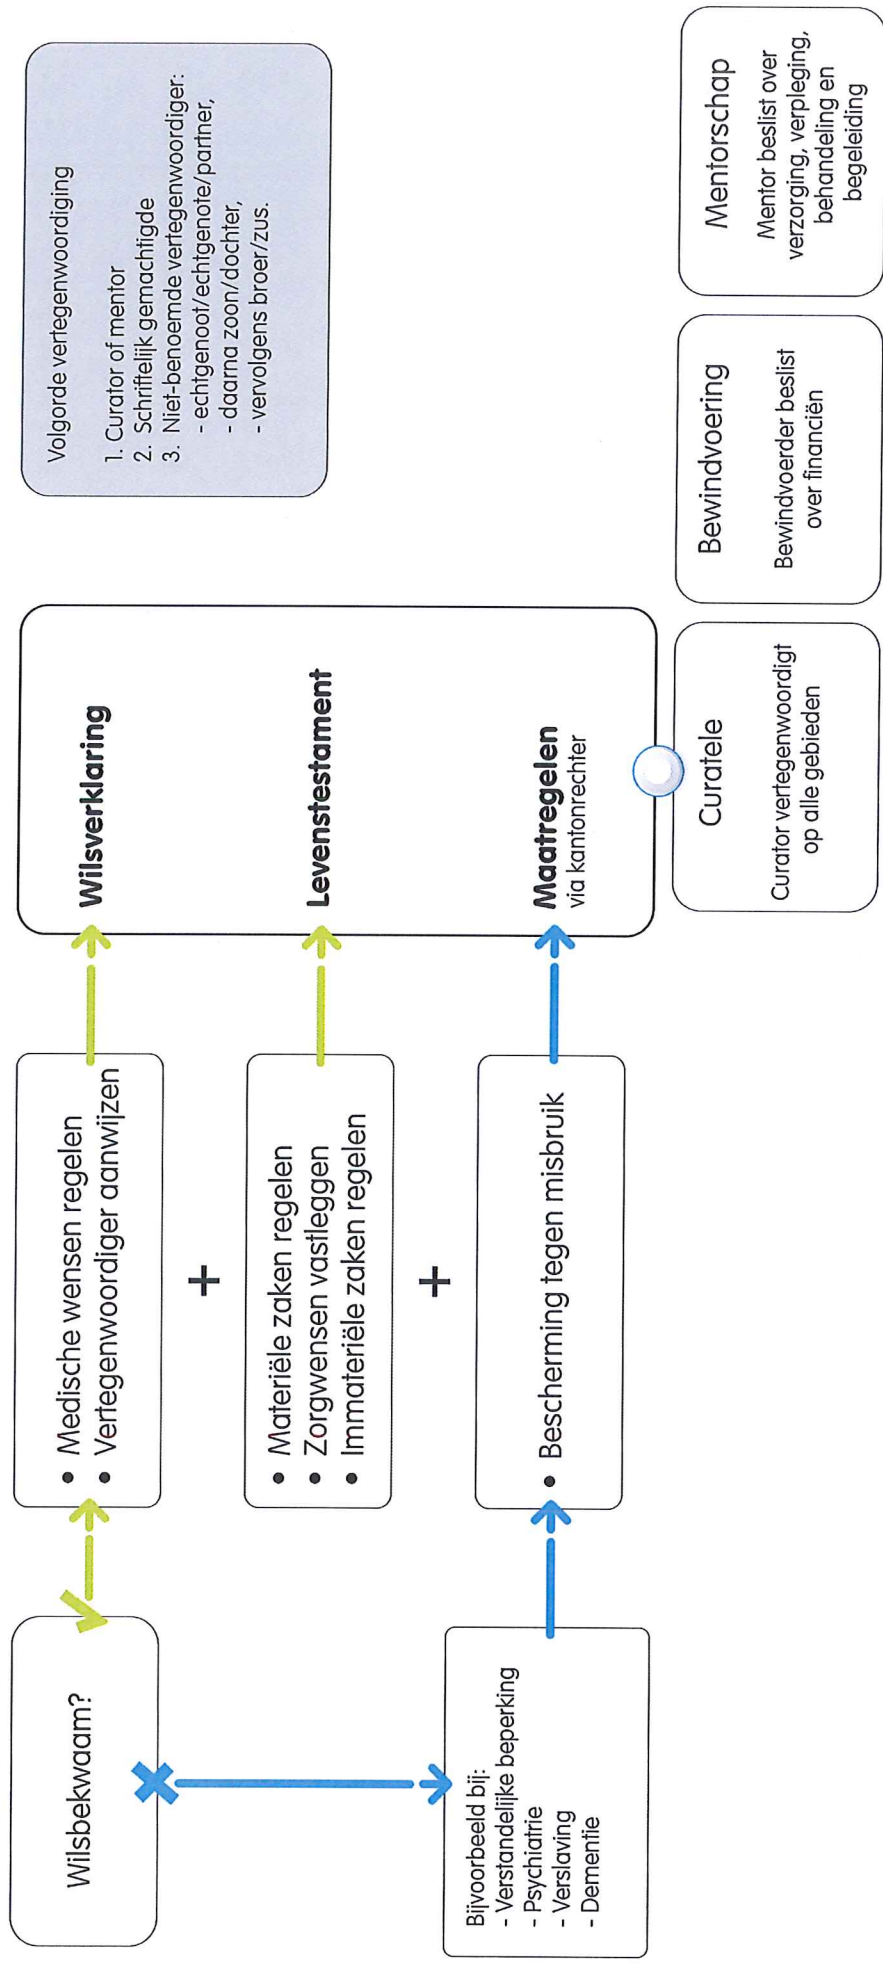 Wilsbekwaam?
Bijvoorbeeld bij:
- Verstandelijke beperking
- Psychiatrie
- Verslaving
- Dementie
• Medische wensen regelen
• Vertegenwoordiger aanwijzen
+
• Materiële zaken regelen
• Zorgwensen vastleggen
• Immateriële zaken regelen
+
• Bescherming tegen misbruik
Wilsverklaring
Levenstestament
Maatregelen
via kantonrechter
Curatele
Curator vertegenwoordigt
op alle gebieden
Bewindvoering
Bewindvoerder beslist
over financiën
Mentorschap
Mentor beslist over
verzorging, verpleging,
behandeling en
begeleiding
Volgorde vertegenwoordiging
1. Curator of mentor
2. Schriftelijk gemachtigde
3. Niet-benoemde vertegenwoordiger:
- echtgenoot/echtgenote/partner,
- daarna zoon/dochter,
- vervolgens broer/zus.